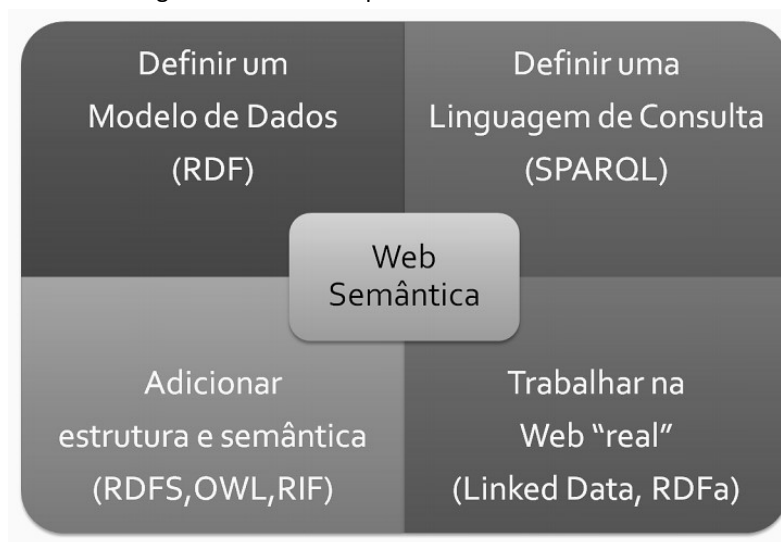 Definir um
Modelo de Dados
(RDF)
Definir uma
Linguagem de Consulta
(SPARQL)
Web
Semântica
Adicionar
estrutura e semântica
(RDFS,OWL,RIF)
Trabalhar na
Web “real”
(Linked Data, RDFa)